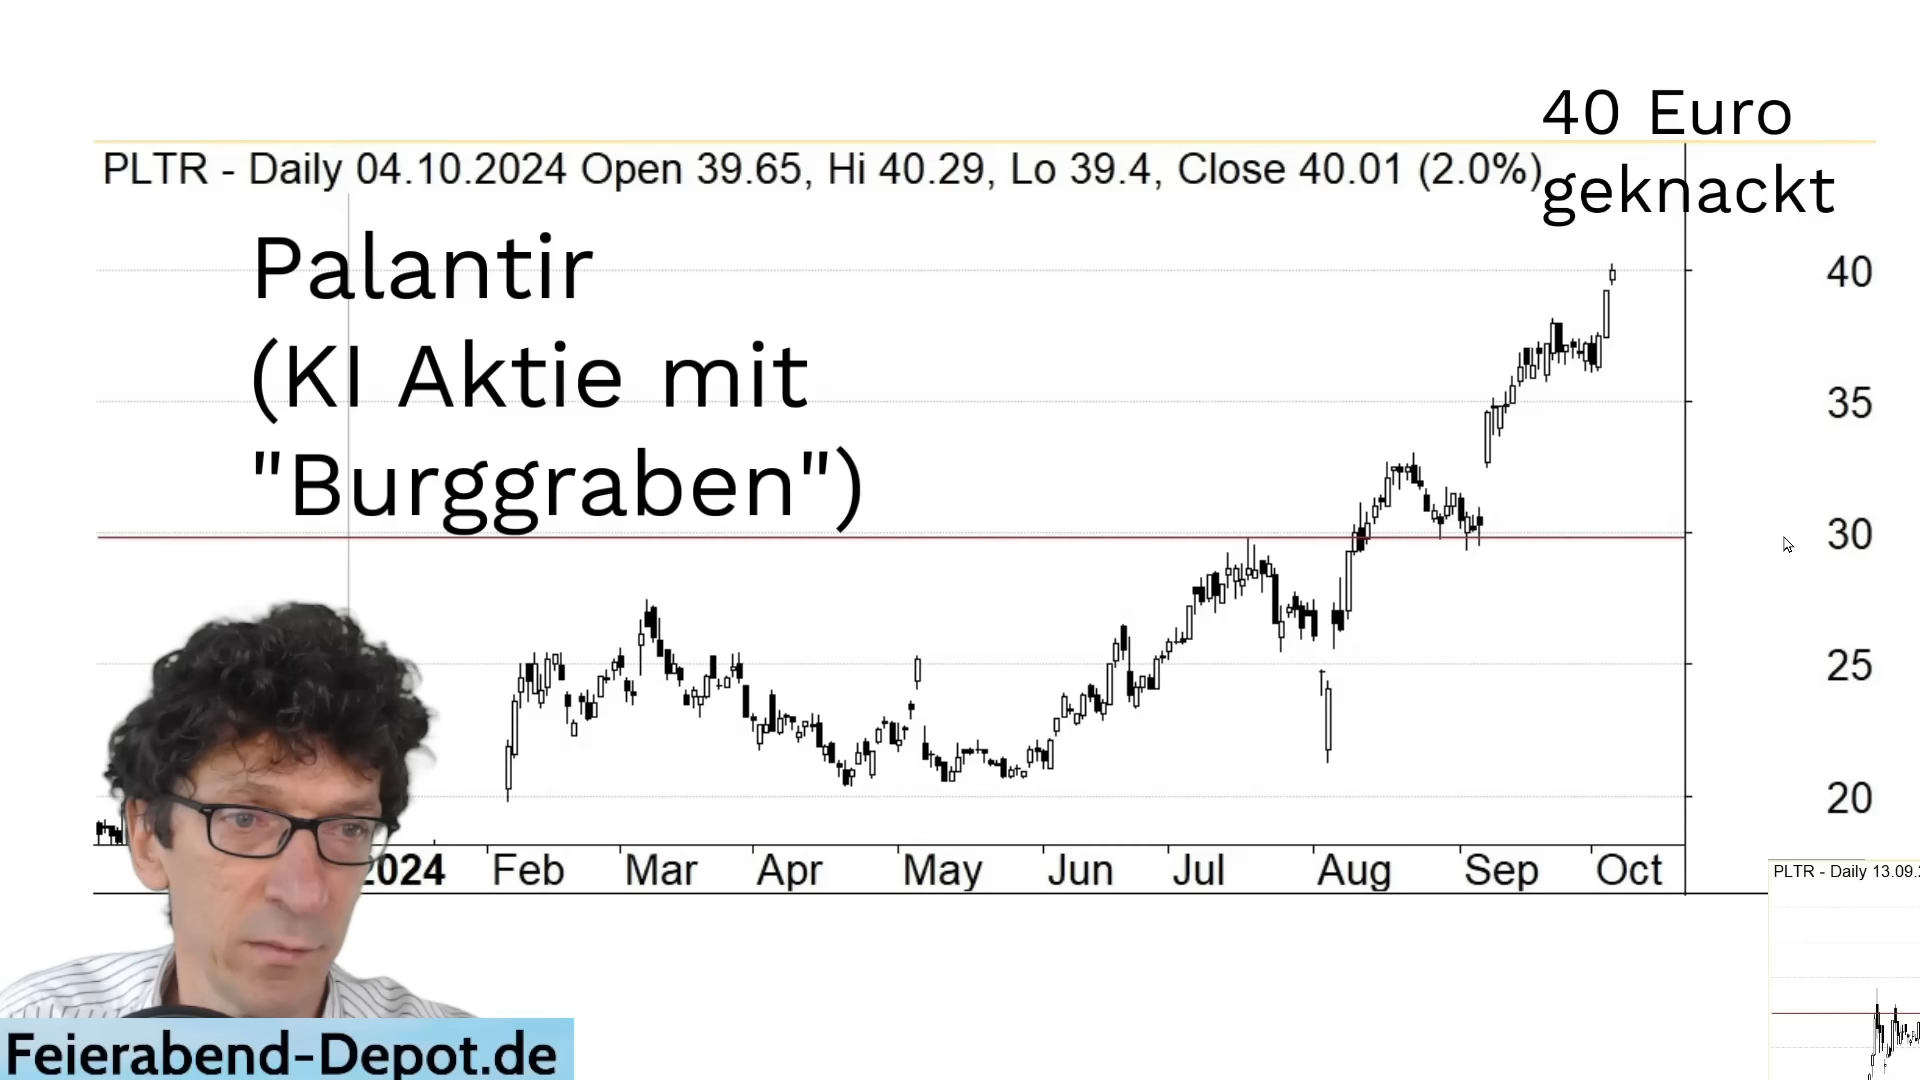 40 Euro
geknackt
PLTR - Daily 04.10.2024 Open 39.65, Hi 40.29, Lo 39.4, Close 40.01 (2.0%)
Palantir
(KI Aktie mit
"Burggraben")
40
35
30
25
20
2024 Feb Mar Apr May Jun Jul Aug Sep Oct
PLTR - Daily 13.09.
Feierabend-Depot.de